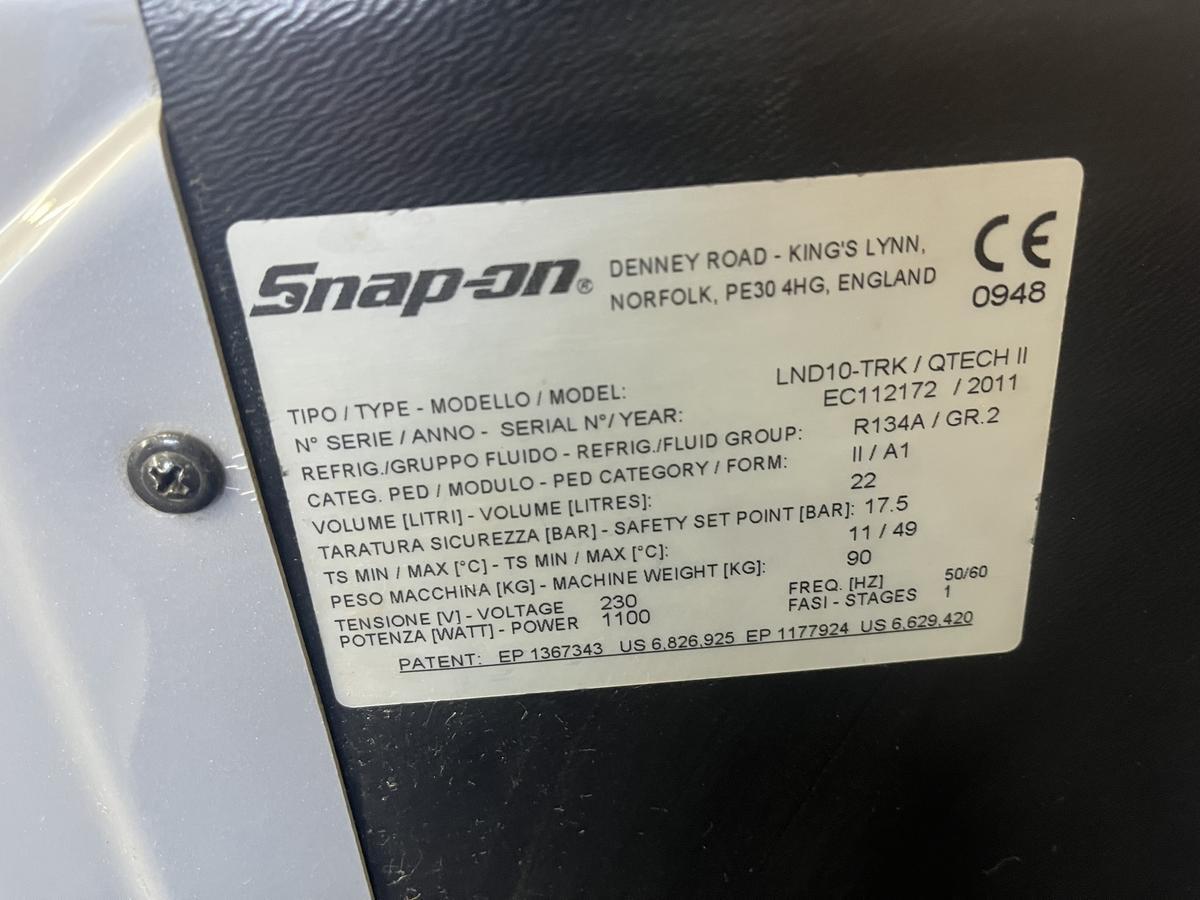 Snap-on®
DENNEY ROAD - KING'S LYNN,
NORFOLK, PE30 4HG, ENGLAND
CE
0948
TIPO / TYPE - MODELLO / MODEL: LND10-TRK / QTECH II
N° SERIE / ANNO - SERIAL N°/ YEAR: EC112172 / 2011
REFRIG./GRUPPO FLUIDO - REFRIG./FLUID GROUP: R134A / GR.2
CATEG. PED / MODULO - PED CATEGORY / FORM: II / A1
VOLUME [LITRI] - VOLUME [LITRES]: 22
TARATURA SICUREZZA [BAR] - SAFETY SET POINT [BAR]: 17.5
TS MIN / MAX [°C] - TS MIN / MAX [°C]: 11 / 49
PESO MACCHINA [KG] - MACHINE WEIGHT [KG]: 90
TENSIONE [V] - VOLTAGE 230 FREQ. [HZ] 50/60
POTENZA [WATT] - POWER 1100 FASI - STAGES 1
PATENT: EP 1367343 US 6,826,925 EP 1177924 US 6,629,420